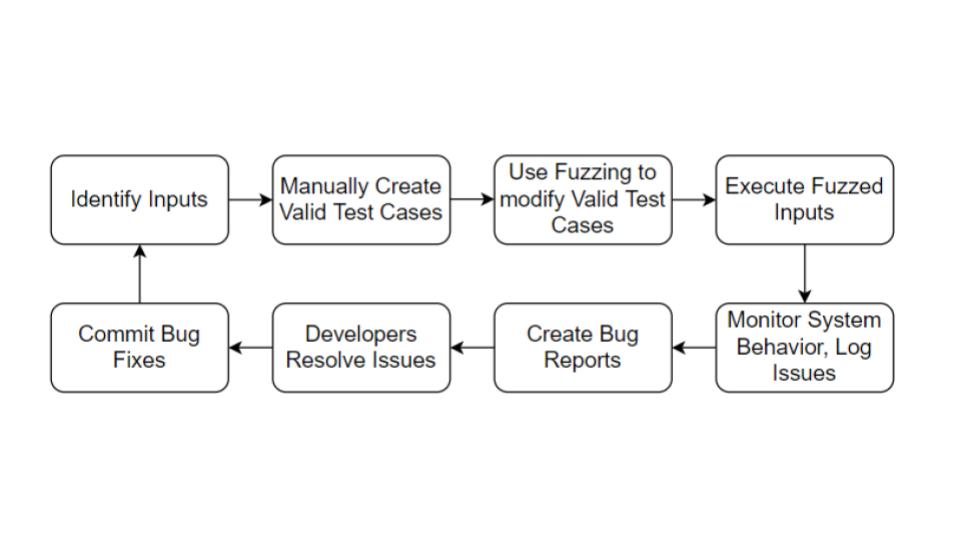 Identify Inputs
Manually Create
Valid Test Cases
Use Fuzzing to
modify Valid Test
Cases
Execute Fuzzed
Inputs
Commit Bug
Fixes
Developers
Resolve Issues
Create Bug
Reports
Monitor System
Behavior, Log
Issues